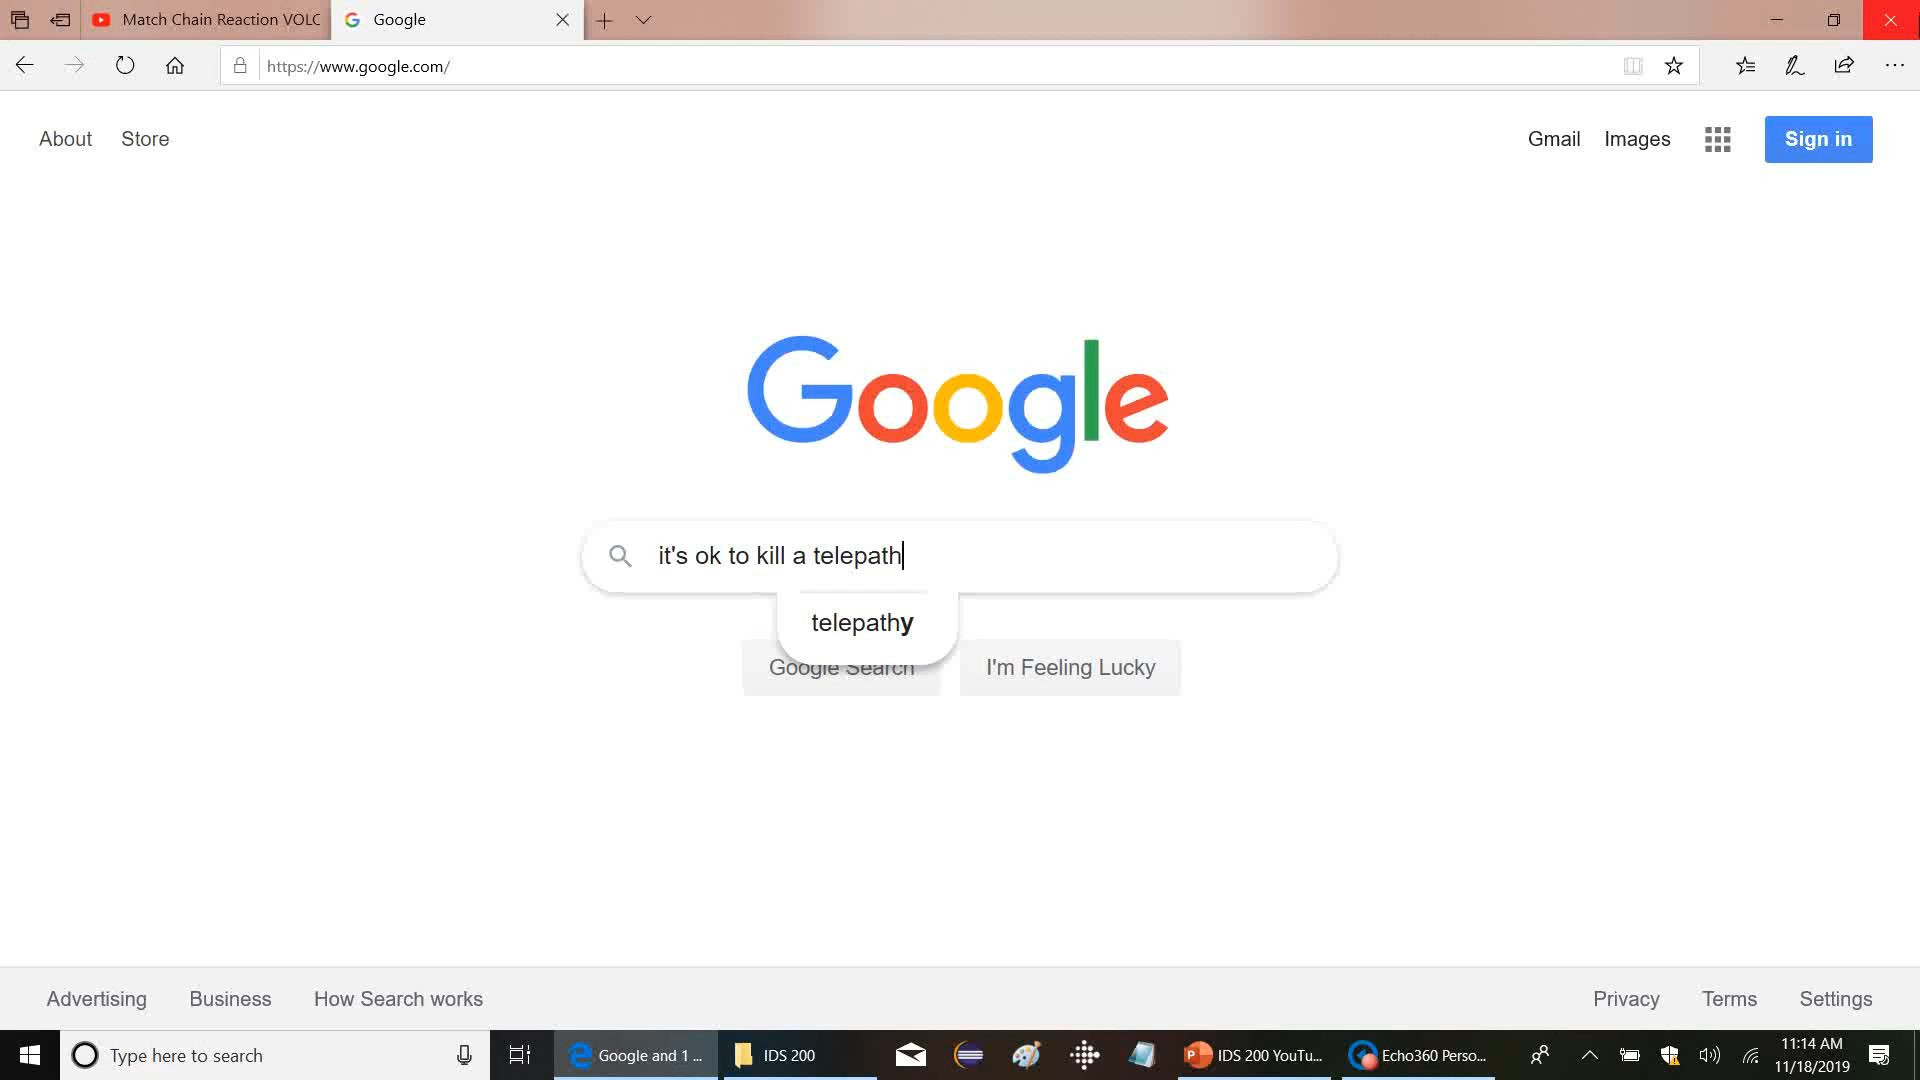 Match Chain Reaction VOLC
Google
https://www.google.com/
About
Store
Gmail
Images
Sign in
Google
it's ok to kill a telepath
telepathy
Google Search
I'm Feeling Lucky
Advertising
Business
How Search works
Privacy
Terms
Settings
Type here to search
Google and 1 ...
IDS 200
IDS 200 YouTu...
Echo360 Perso...
11:14 AM
11/18/2019